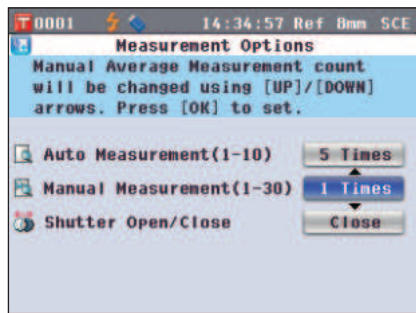 T0001 14:34:57 Ref 8mm SCE
Measurement Options
Manual Average Measurement count
will be changed using [UP]/[DOWN]
arrows. Press [OK] to set.
Auto Measurement(1-10) 5 Times
Manual Measurement(1-30) 1 Times
Shutter Open/Close Close